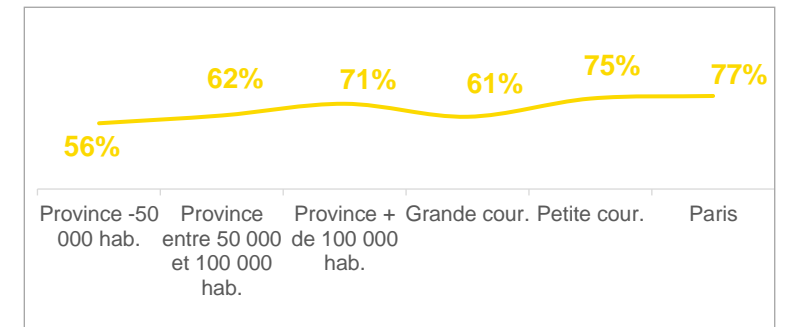 56%
62%
71%
61%
75%
77%
Province -50
000 hab.
Province
entre 50 000
et 100 000
hab.
Province +
de 100 000
hab.
Grande cour.
Petite cour.
Paris